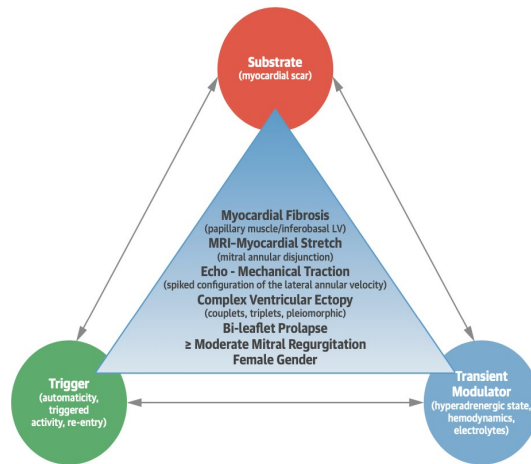 Substrate
(myocardial scar)
Myocardial Fibrosis
(papillary muscle/inferobasal LV)
MRI–Myocardial Stretch
(mitral annular disjunction)
Echo - Mechanical Traction
(spiked configuration of the lateral annular velocity)
Complex Ventricular Ectopy
(couplets, triplets, pleiomorphic)
Bi-leaflet Prolapse
≥ Moderate Mitral Regurgitation
Female Gender
Trigger
(automaticity,
triggered
activity, re-entry)
Transient
Modulator
(hyperadrenergic state,
hemodynamics,
electrolytes)